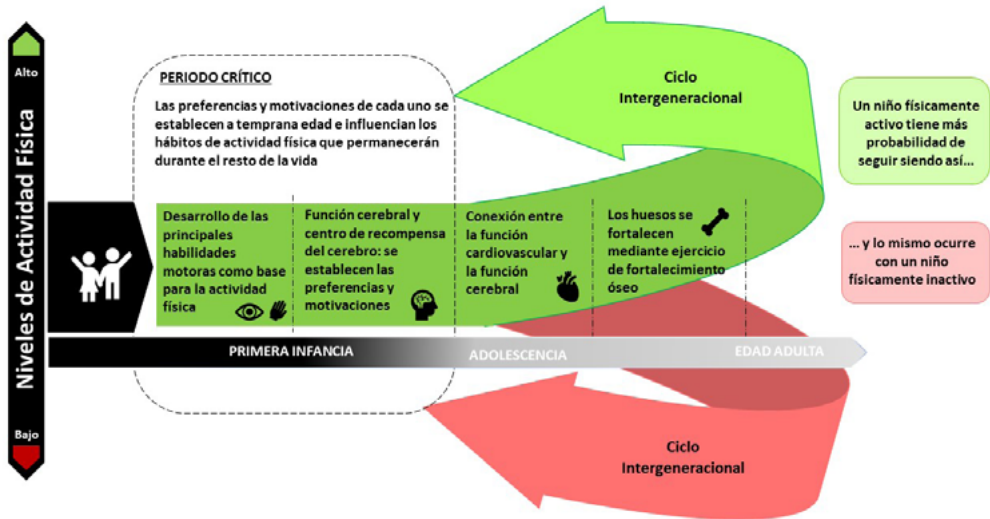 Niveles de Actividad Física
Alto
Bajo
PERIODO CRÍTICO
Las preferencias y motivaciones de cada uno se
establecen a temprana edad e influencian los
hábitos de actividad física que permanecerán
durante el resto de la vida
Desarrollo de las
principales
habilidades
motoras como base
para la actividad
física
Función cerebral y
centro de recompensa
del cerebro: se
establecen las
preferencias y
motivaciones
Conexión entre
la función
cardiovascular y
la función
cerebral
Los huesos se
fortalecen
mediante ejercicio
de fortalecimiento
óseo
PRIMERA INFANCIA
ADOLESCENCIA
EDAD ADULTA
Ciclo
Intergeneracional
Ciclo
Intergeneracional
Un niño físicamente
activo tiene más
probabilidad de
seguir siendo así...
... y lo mismo ocurre
con un niño
físicamente inactivo